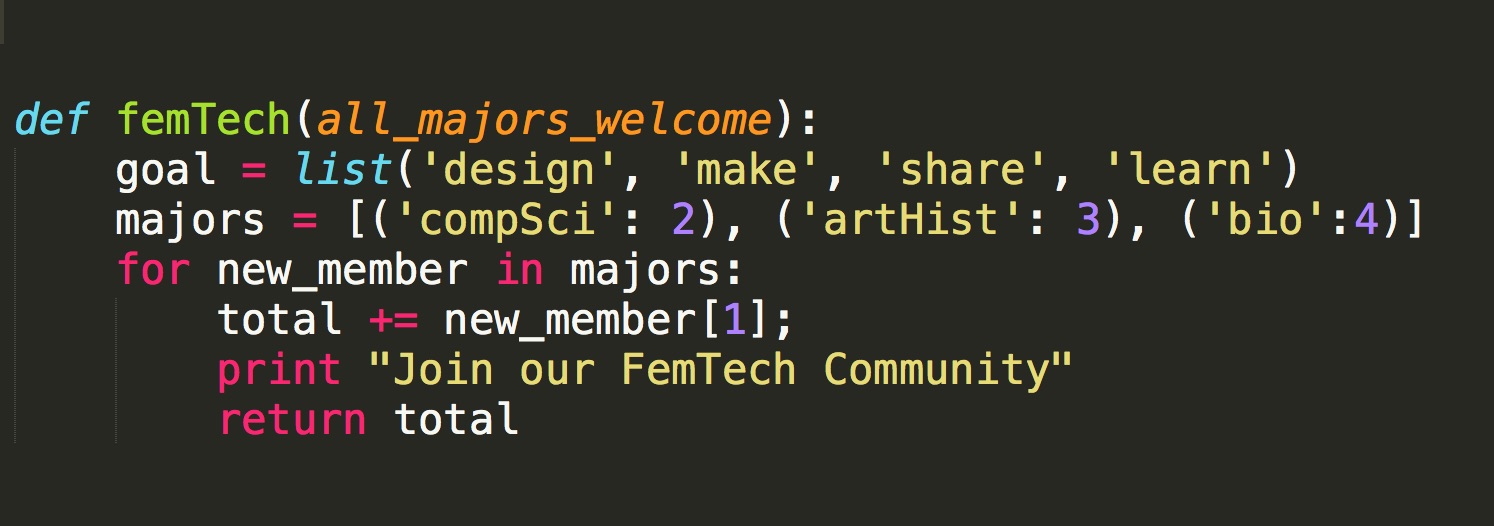 def femTech(all_majors_welcome):
    goal = list('design', 'make', 'share', 'learn')
    majors = [('compSci': 2), ('artHist': 3), ('bio':4)]
    for new_member in majors:
        total += new_member[1];
        print "Join our FemTech Community"
        return total